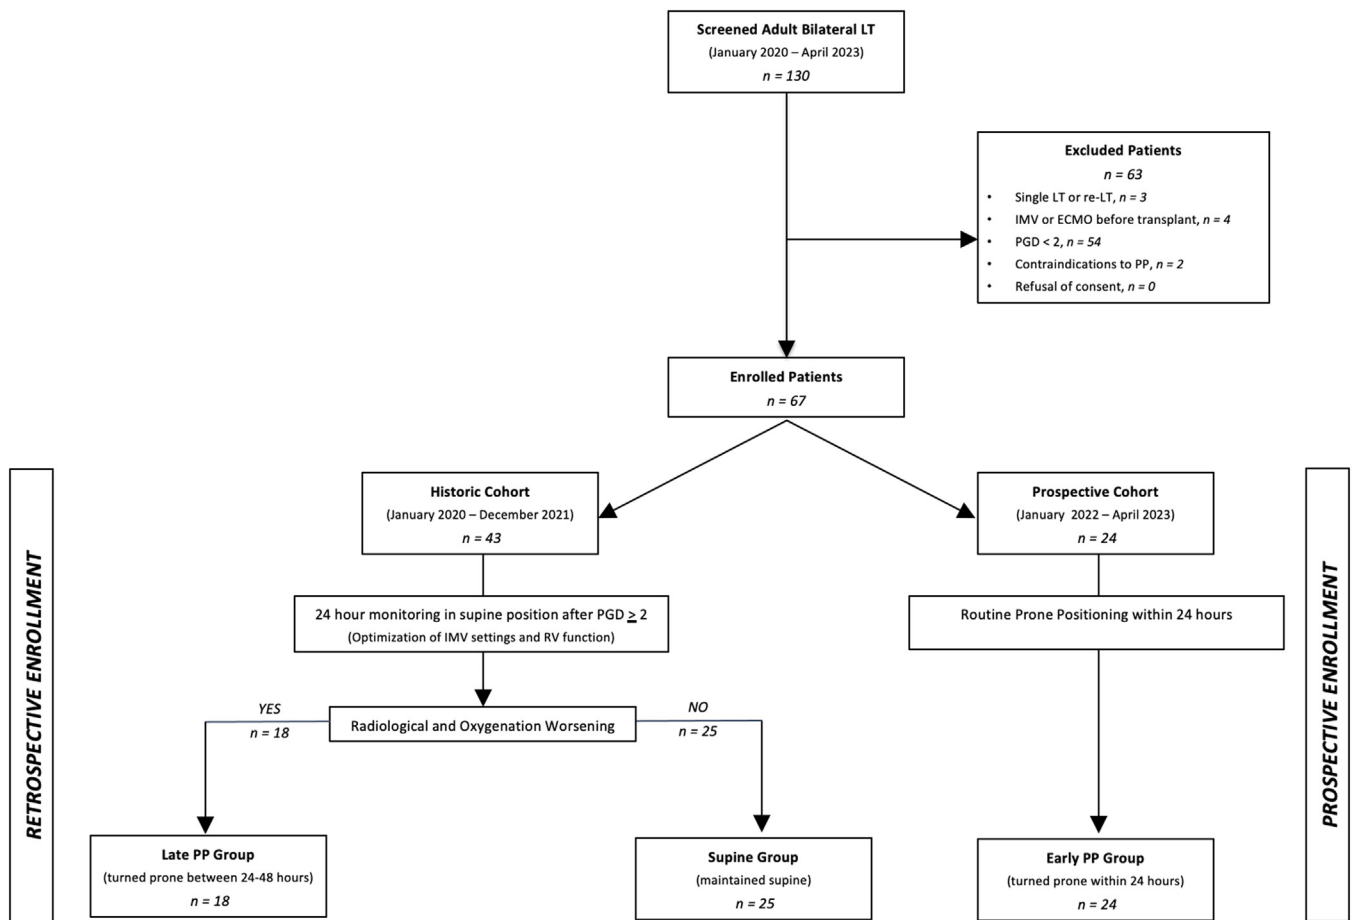 Screened Adult Bilateral LT
(January 2020 – April 2023)
n = 130
Excluded Patients
n = 63
• Single LT or re-LT, n = 3
• IMV or ECMO before transplant, n = 4
• PGD < 2, n = 54
• Contraindications to PP, n = 2
• Refusal of consent, n = 0
Enrolled Patients
n = 67
RETROSPECTIVE ENROLLMENT
Historic Cohort
(January 2020 – December 2021)
n = 43
Prospective Cohort
(January 2022 – April 2023)
n = 24
PROSPECTIVE ENROLLMENT
24 hour monitoring in supine position after PGD ≥ 2
(Optimization of IMV settings and RV function)
Routine Prone Positioning within 24 hours
YES
n = 18
Radiological and Oxygenation Worsening
NO
n = 25
Late PP Group
(turned prone between 24-48 hours)
n = 18
Supine Group
(maintained supine)
n = 25
Early PP Group
(turned prone within 24 hours)
n = 24